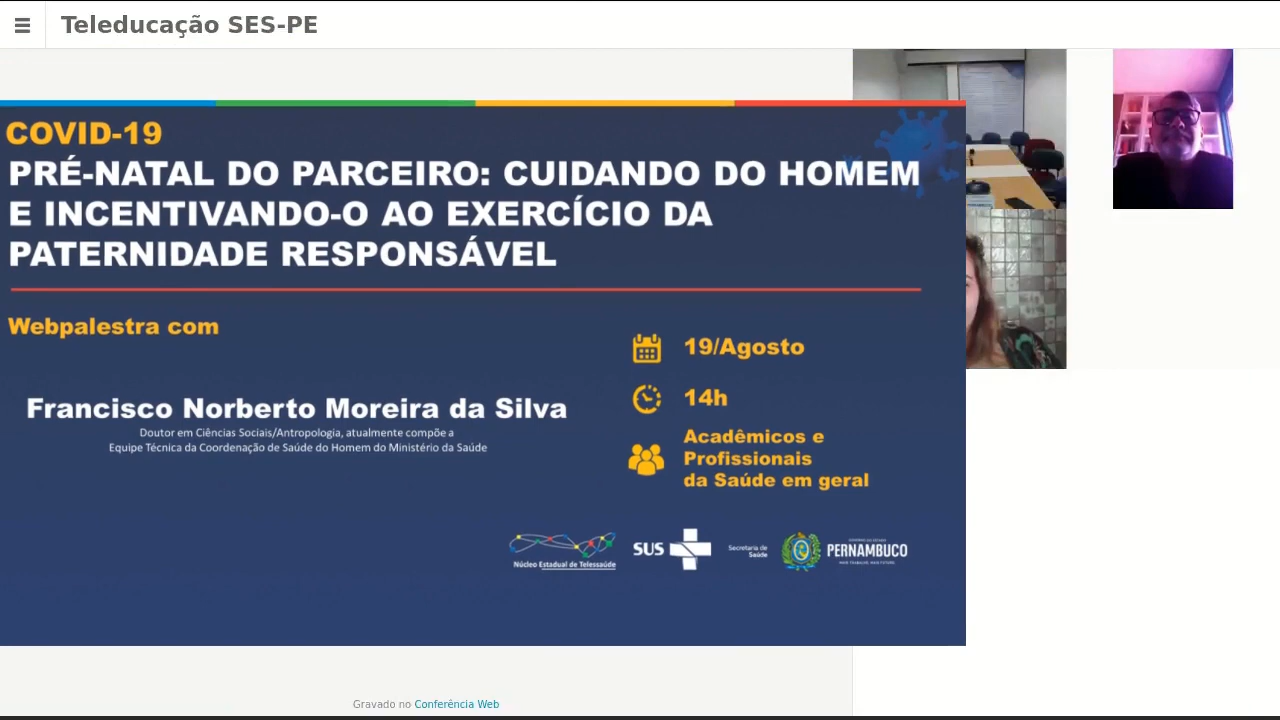 Teleducação SES-PE
COVID-19
PRÉ-NATAL DO PARCEIRO: CUIDANDO DO HOMEM
E INCENTIVANDO-O AO EXERCÍCIO DA
PATERNIDADE RESPONSÁVEL
Webpalestra com
Francisco Norberto Moreira da Silva
Doutor em Ciências Sociais/Antropologia, atualmente compõe a
Equipe Técnica da Coordenação de Saúde do Homem do Ministério da Saúde
19/Agosto
14h
Acadêmicos e
Profissionais
da Saúde em geral
Núcleo Estadual de Telessaúde
SUS
Secretaria de
Saúde
PERNAMBUCO
Gravado no Conferência Web